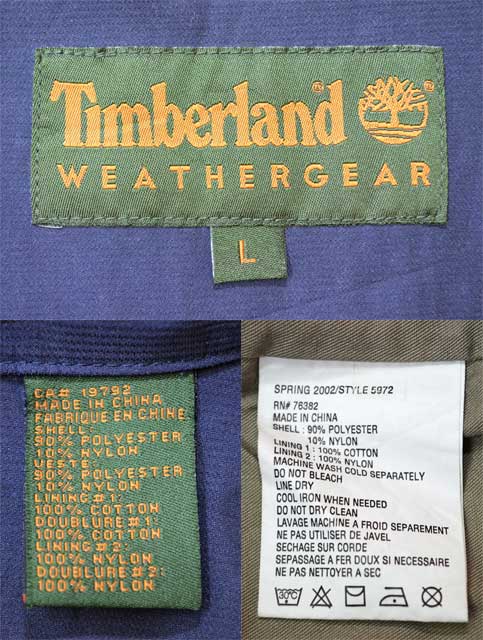 Timberland®
®
WEATHERGEAR
L
CA# 19792
MADE IN CHINA
FABRIQUE EN CHINE
SHELL:
90% POLYESTER
10% NYLON
VESTE:
90% POLYESTER
10% NYLON
LINING #1:
100% COTTON
DOUBLURE #1:
100% COTTON
LINING #2:
100% NYLON
DOUBLURE #2:
100% NYLON
SPRING 2002/STYLE 5972
RN# 76382
MADE IN CHINA
SHELL : 90% POLYESTER
10% NYLON
LINING 1 : 100% COTTON
LINING 2 : 100% NYLON
MACHINE WASH COLD SEPARATELY
DO NOT BLEACH
LINE DRY
COOL IRON WHEN NEEDED
DO NOT DRY CLEAN
LAVAGE MACHINE A FROID SEPAREMENT
NE PAS UTILISER DE JAVEL
SECHAGE SUR CORDE
SEPASSAGE A FER DOUX SI NECESSAIRE
NE PAS NETTOYER A SEC
30°C